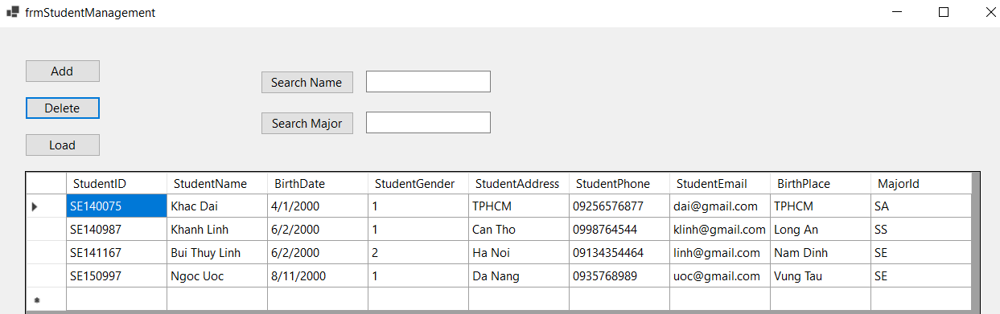 frmStudentManagement
Add
Search Name
Delete
Search Major
Load
StudentID StudentName BirthDate StudentGender StudentAddress StudentPhone StudentEmail BirthPlace MajorId
SE140075 Khac Dai 4/1/2000 1 TPHCM 09256576877 dai@gmail.com TPHCM SA
SE140987 Khanh Linh 6/2/2000 1 Can Tho 0998764544 klinh@gmail.com Long An SS
SE141167 Bui Thuy Linh 6/2/2000 2 Ha Noi 09134354464 linh@gmail.com Nam Dinh SE
SE150997 Ngoc Uoc 8/11/2000 1 Da Nang 0935768989 uoc@gmail.com Vung Tau SE